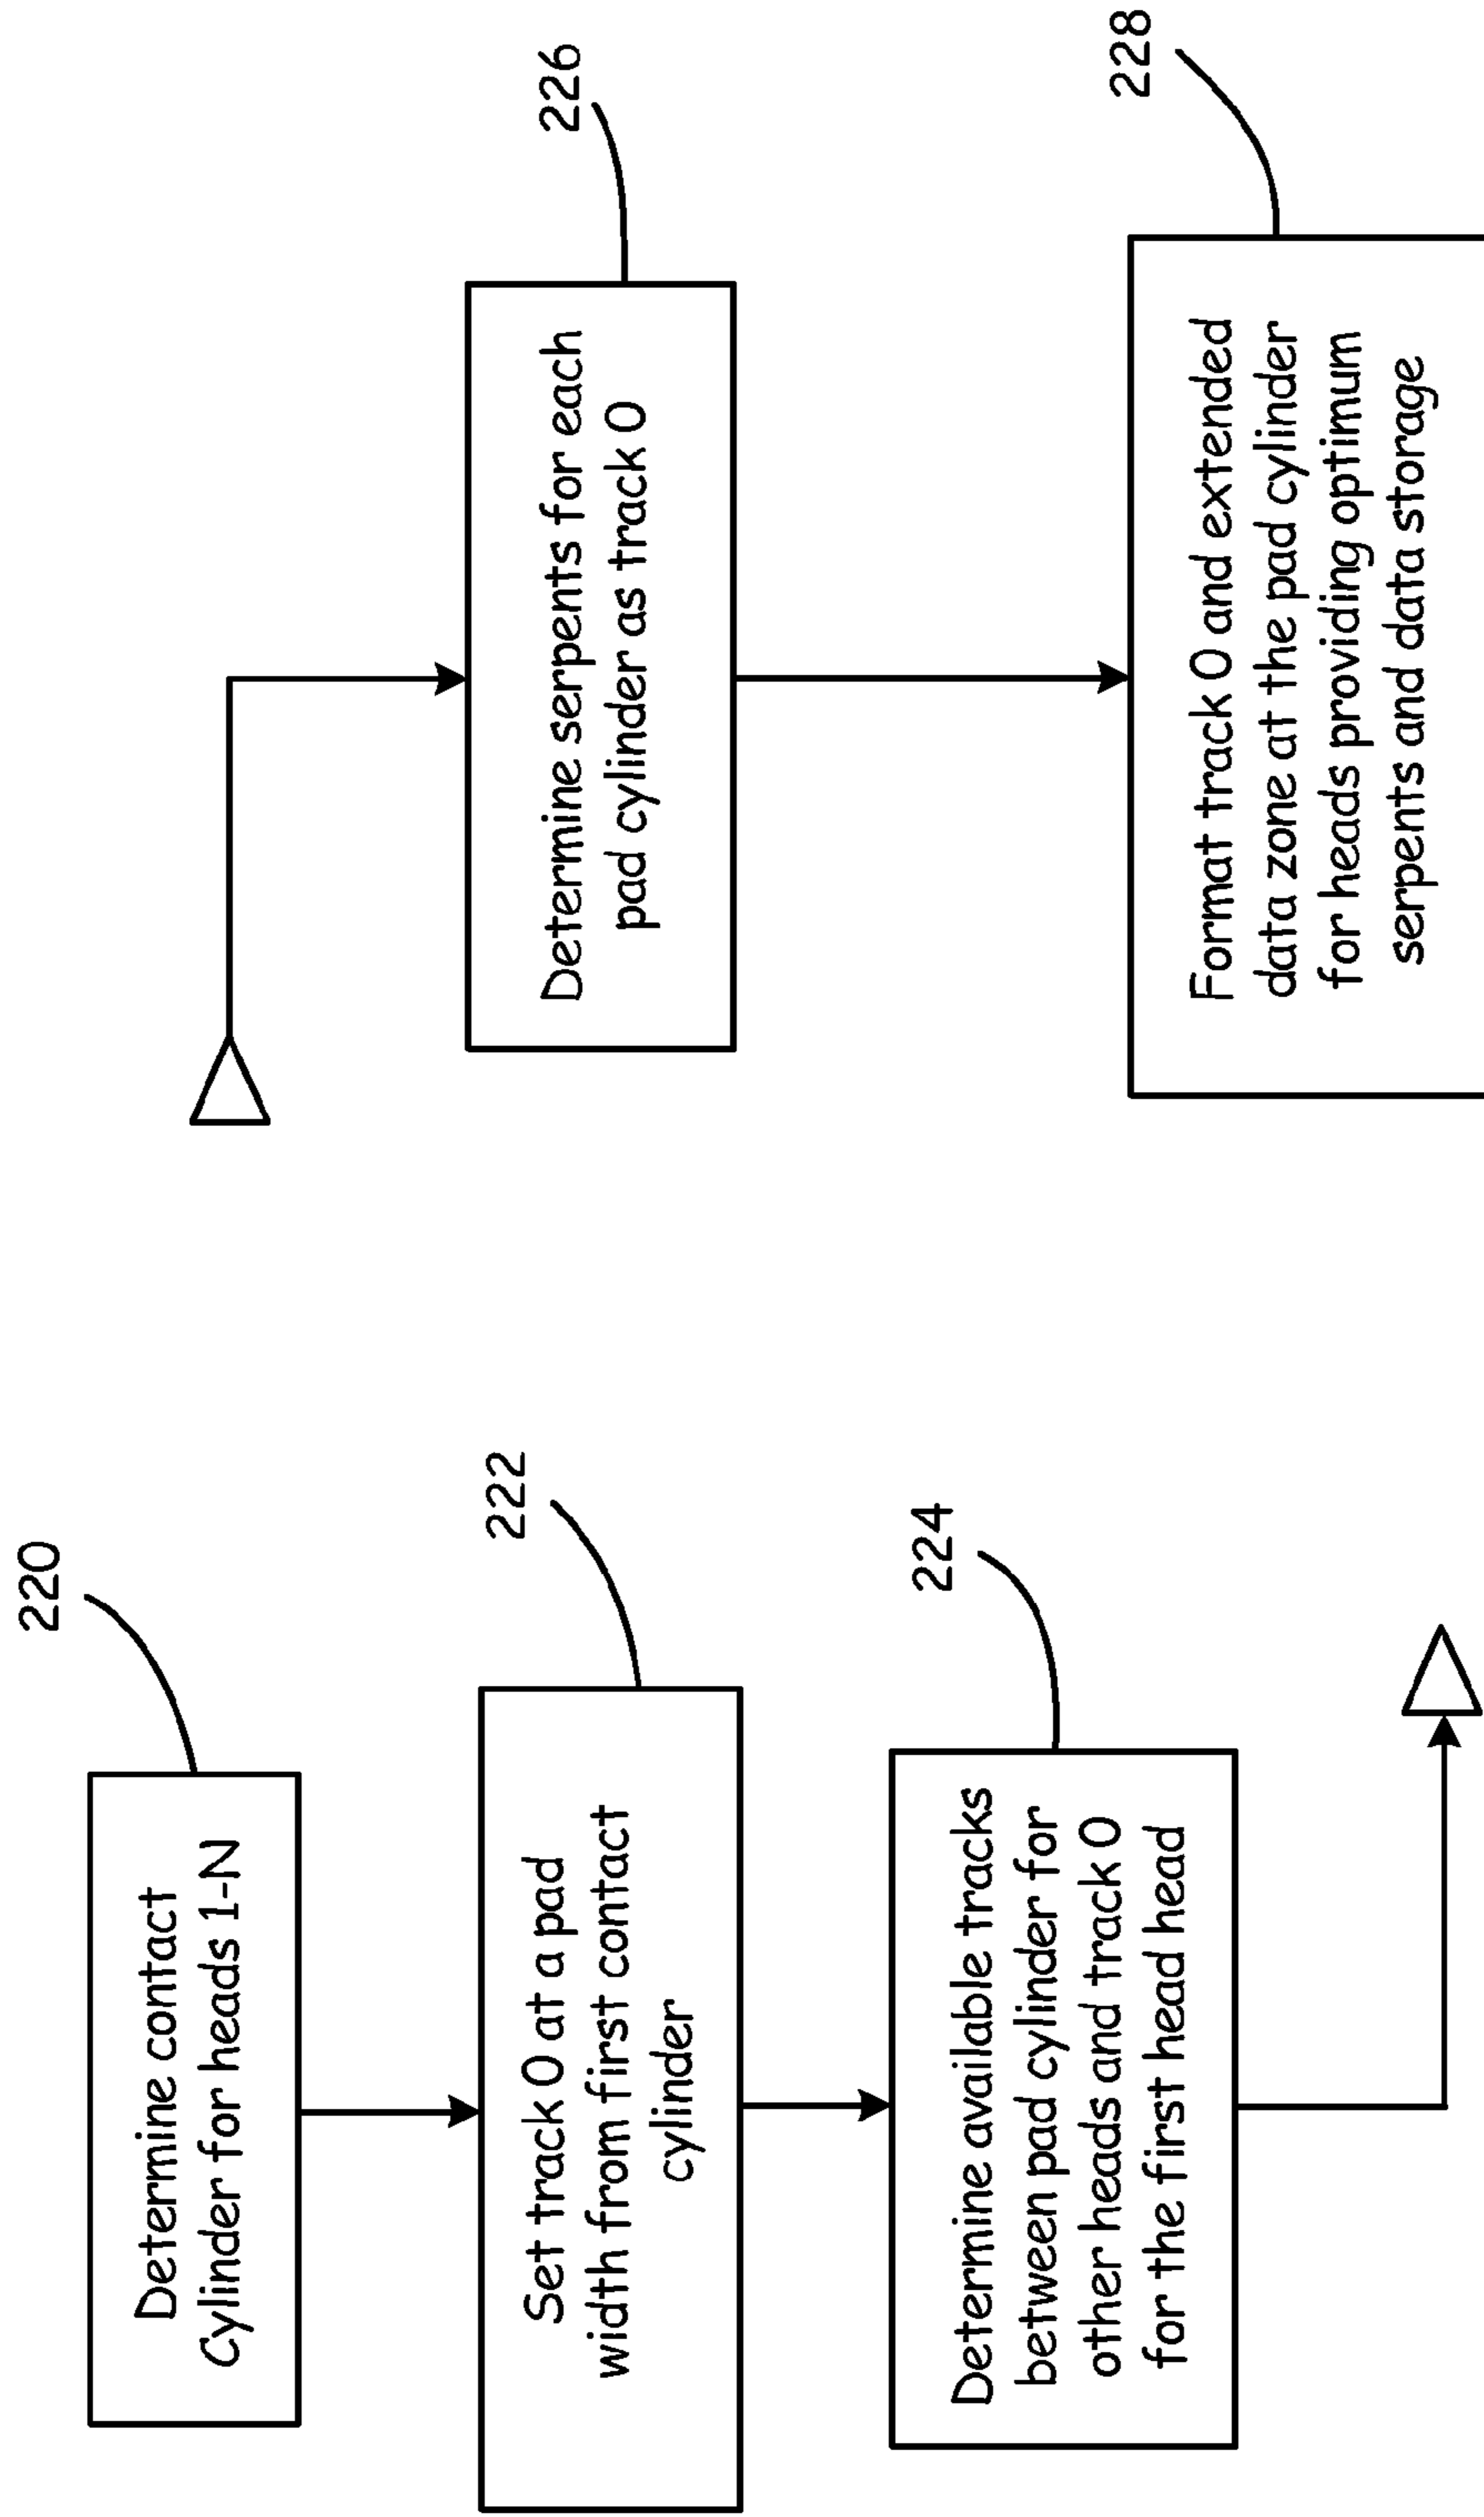 220
Determine contact
Cylinder for heads 1-N
222
Set track 0 at a pad
width from first contact
cylinder
224
Determine available tracks
between pad cylinder for
other heads and track 0
for the first head head
226
Determine serpents for each
pad cylinder as track 0
228
Format track 0 and extended
data zone at the pad cylinder
for heads providing optimum
serpents and data storage